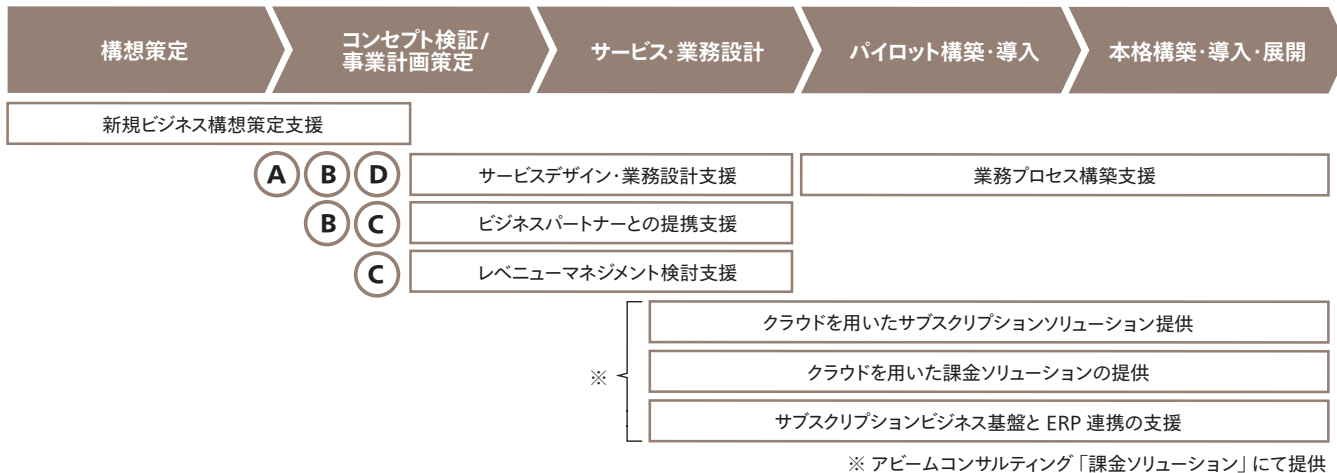 構想策定
コンセプト検証/
事業計画策定
サービス・業務設計
パイロット構築・導入
本格構築・導入・展開
新規ビジネス構想策定支援
A B D
サービスデザイン・業務設計支援
業務プロセス構築支援
B C
ビジネスパートナーとの提携支援
C
レベニューマネジメント検討支援
※
クラウドを用いたサブスクリプションソリューション提供
クラウドを用いた課金ソリューションの提供
サブスクリプションビジネス基盤と ERP 連携の支援
※ アビームコンサルティング「課金ソリューション」にて提供